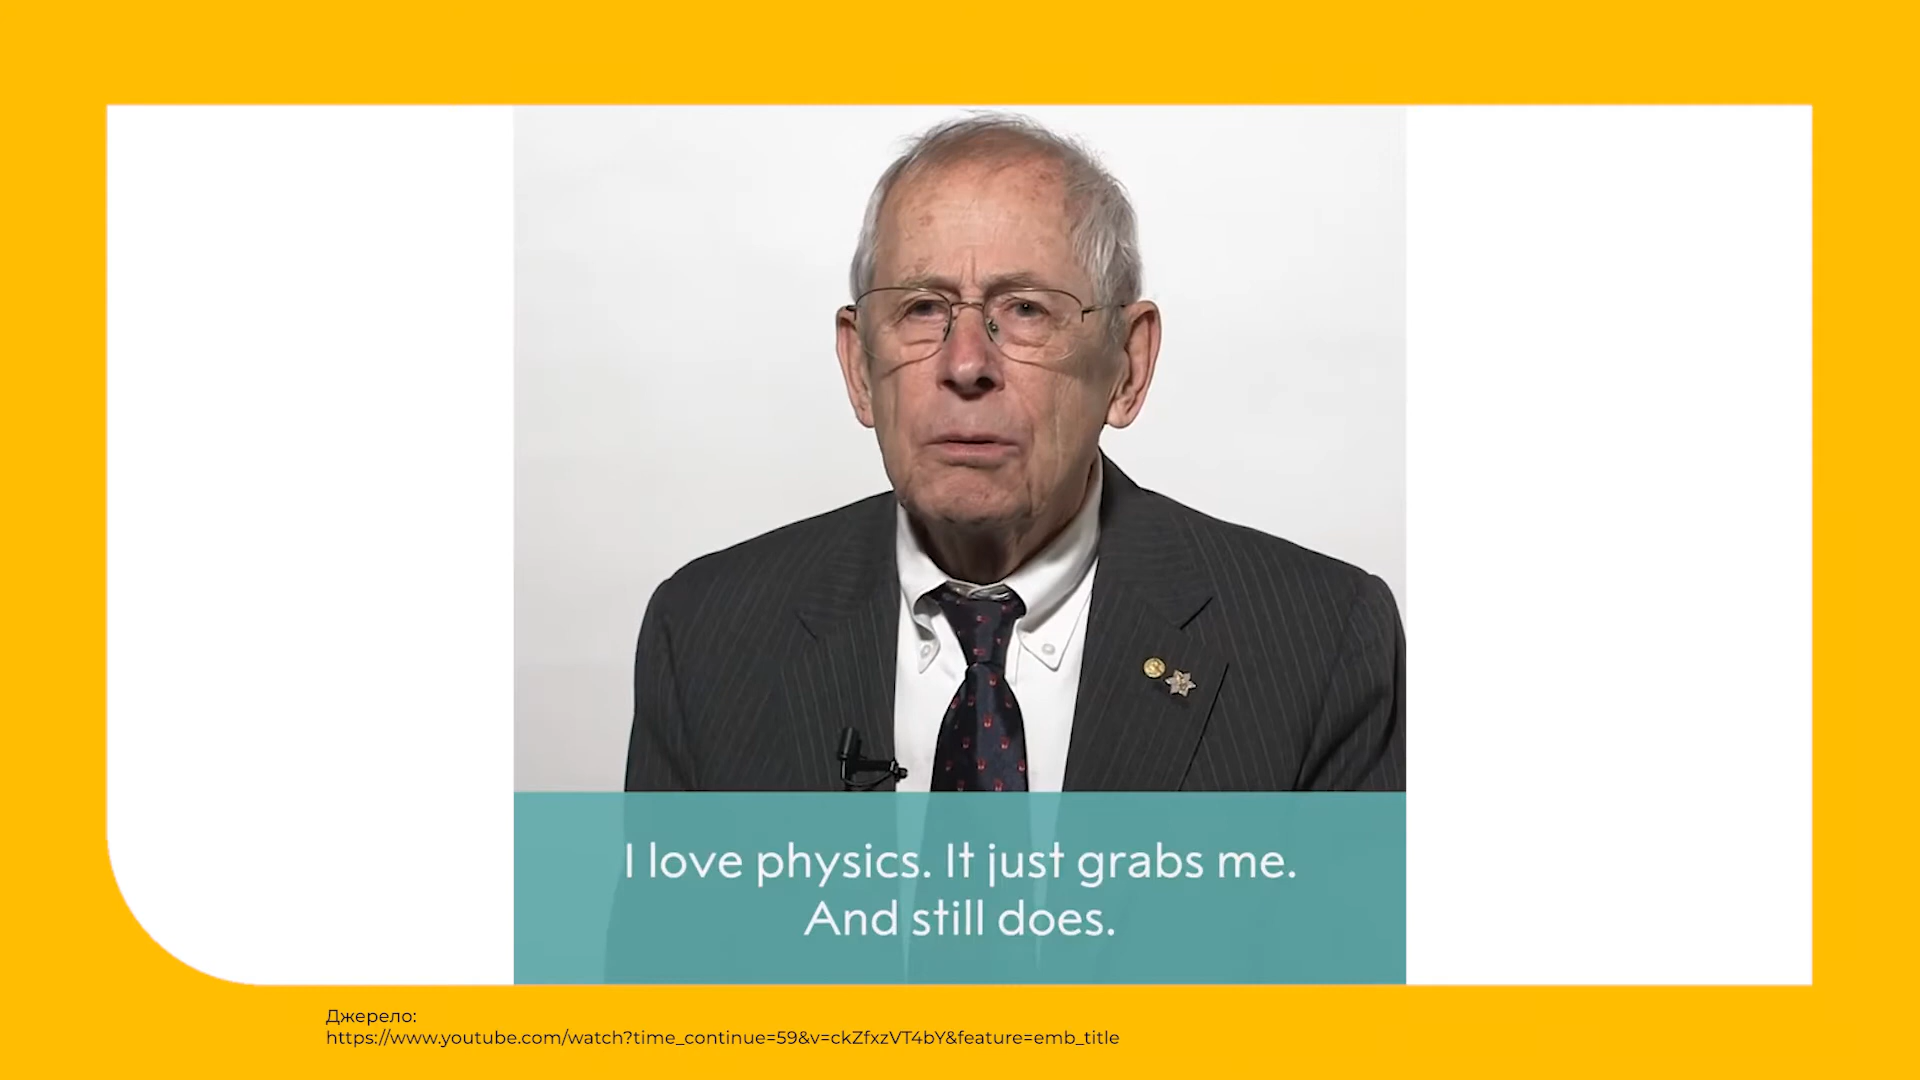 I love physics. It just grabs me.
And still does.
Джерело:
https://www.youtube.com/watch?time_continue=59&v=ckZfxzVT4bY&feature=emb_title